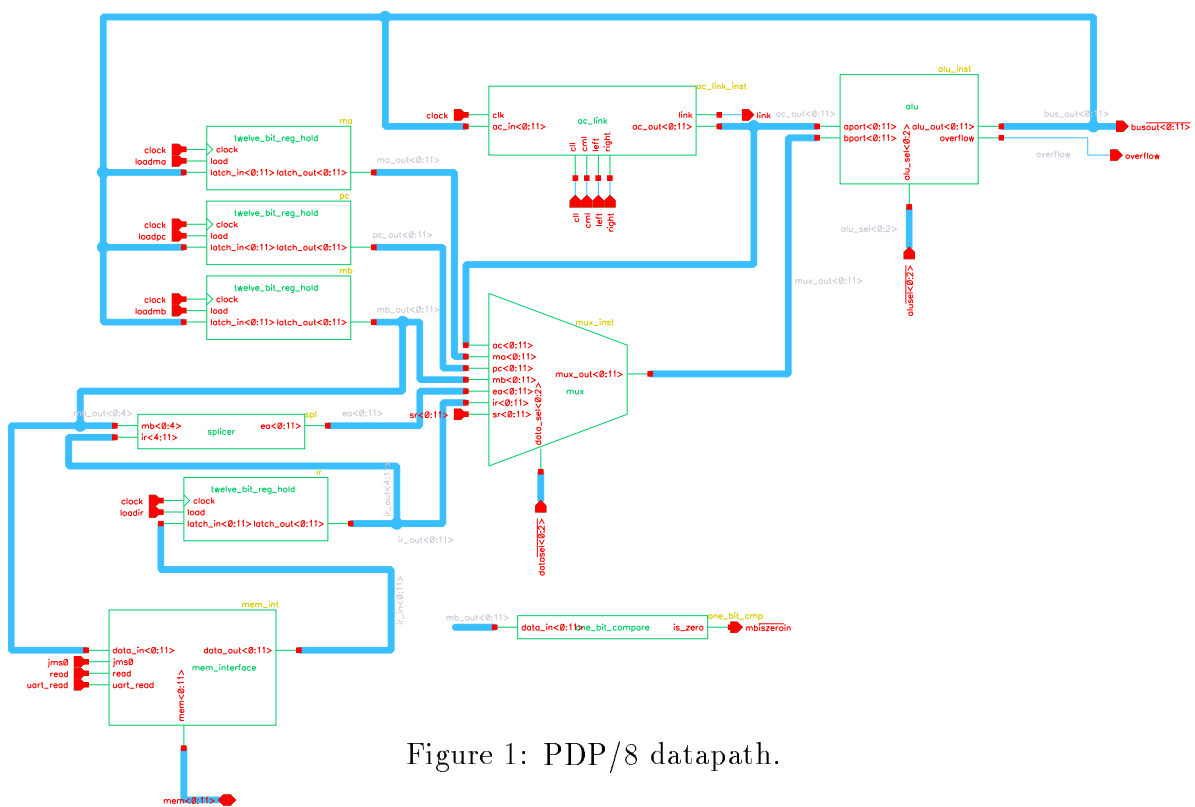 alu_inst
ac_link_inst
clock
clk
link
link
ac_in<0:11>
ac_link
ac_out<0:11>
ac_out<0:11>
cll
cml
left
right
cll
cml
left
right
alu
aport<0:11>
bport<0:11>
alu_out<0:11>
overflow
alu_sel<0:2>
bus_out<0:11>
busout<0:11>
overflow
overflow
alu_sel<0:2>
alusel<0:2>
ma
twelve_bit_reg_hold
clock
clock
loadma
load
latch_in<0:11> latch_out<0:11>
ma_out<0:11>
pc
twelve_bit_reg_hold
clock
clock
loadpc
load
latch_in<0:11> latch_out<0:11>
pc_out<0:11>
mb
twelve_bit_reg_hold
clock
clock
loadmb
load
latch_in<0:11> latch_out<0:11>
mb_out<0:11>
mux_out<0:11>
mux_inst
ac<0:11>
ma<0:11>
pc<0:11>
mb<0:11>
ea<0:11>
ir<0:11>
sr<0:11>
sr<0:11>
mux_out<0:11>
mux
data_sel<0:2>
datasel<0:2>
mb_out<0:4>
spl
ea<0:11>
mb<0:4>
ir<4:11>
splicer
ea<0:11>
ir
twelve_bit_reg_hold
clock
clock
loadir
load
latch_in<0:11> latch_out<0:11>
ir_out<0:11>
ir_in<0:11>
mem_int
data_in<0:11>
data_out<0:11>
jms0
jms0
read
read
uart_read
uart_read
mem_interface
mem<0:11>
mem<0:11>
mb_out<0:11>
one_bit_cmp
data_in<0:11>
one_bit_compare
is_zero
mbiszeroin
Figure 1: PDP/8 datapath.